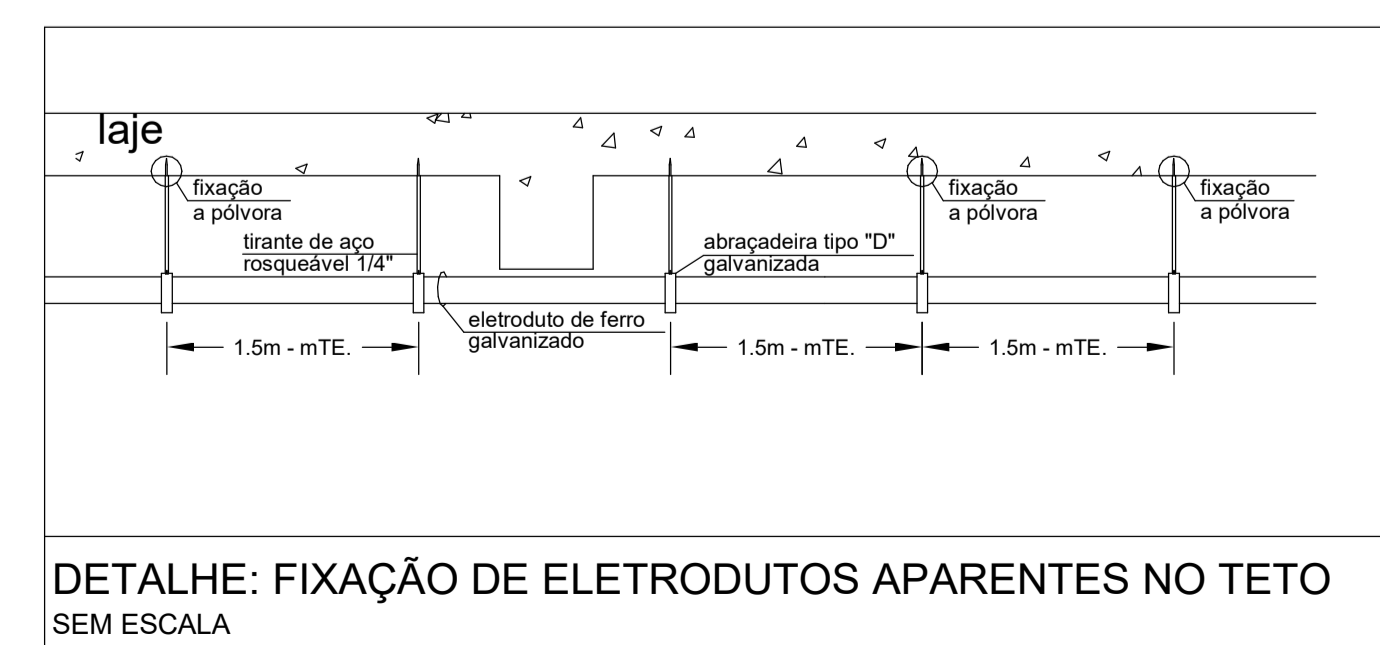 laje
fixação
a pólvora
tirante de aço
rosqueável 1/4"
eletroduto de ferro
galvanizado
abraçadeira tipo "D"
galvanizada
fixação
a pólvora
fixação
a pólvora
1.5m - mTE.
1.5m - mTE.
1.5m - mTE.
DETALHE: FIXAÇÃO DE ELETRODUTOS APARENTES NO TETO
SEM ESCALA